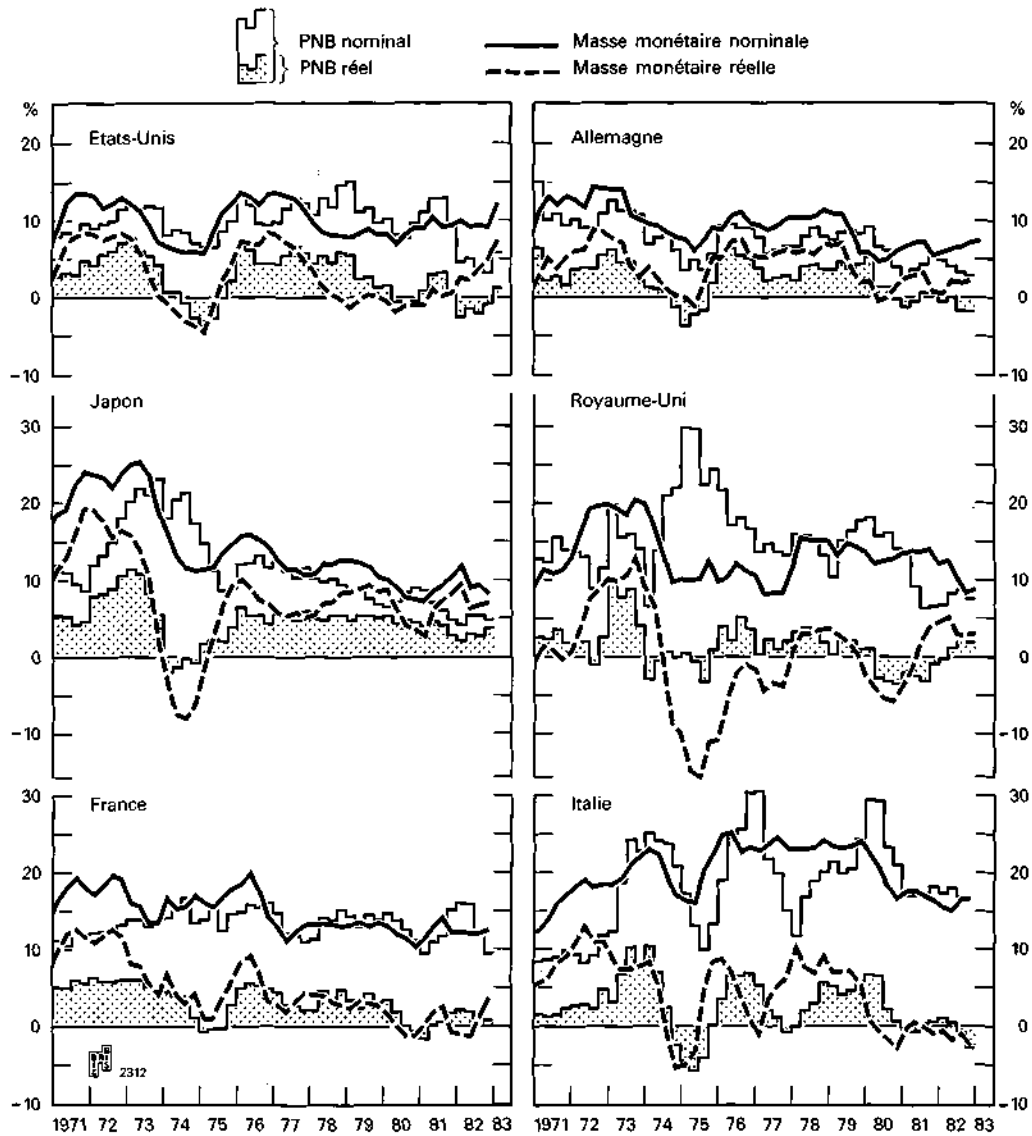 PNB nominal
PNB réel
Masse monétaire nominale
Masse monétaire réelle
%
Etats-Unis
20
10
0
-10
%
Allemagne
20
10
0
-10
Japon
30
20
10
0
-10
Royaume-Uni
30
20
10
0
-10
France
30
20
10
0
-10
2312
Italie
30
20
10
0
-10
1971 72 73 74 75 76 77 78 79 80 81 82 83
1971 72 73 74 75 76 77 78 79 80 81 82 83